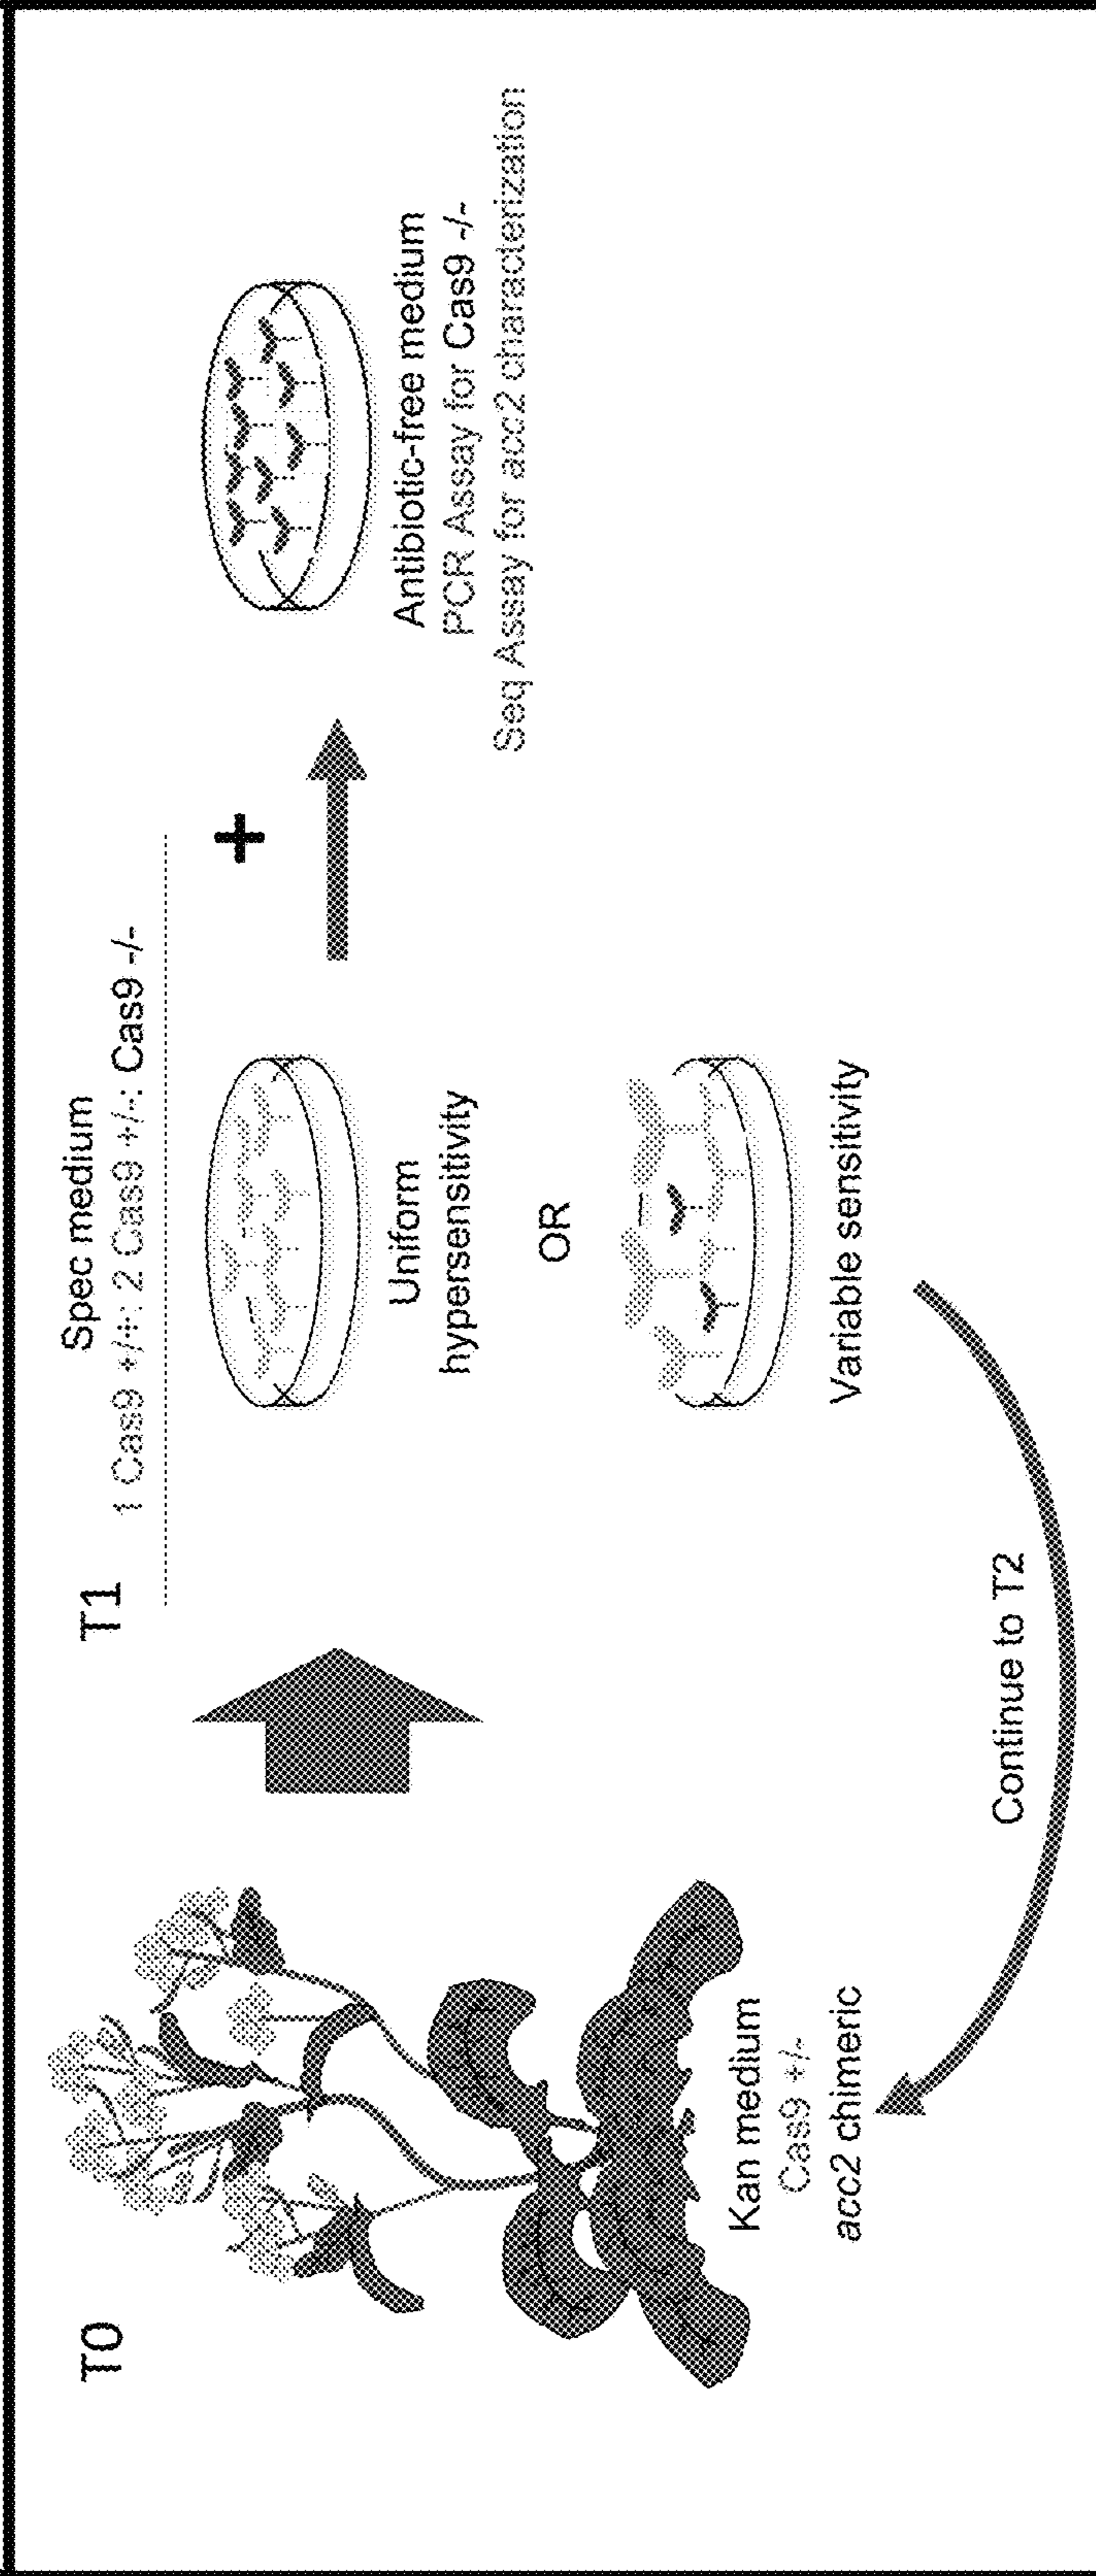 T0
Kan medium
Cas9 +/-
acc2 chimeric
T1
Spec medium
1 Cas9 +/+: 2 Cas9 +/-: Cas9 -/-
Uniform
hypersensitivity
OR
Variable sensitivity
+
Antibiotic-free medium
PCR Assay for Cas9 -/-
Seq Assay for acc2 characterization
Continue to T2